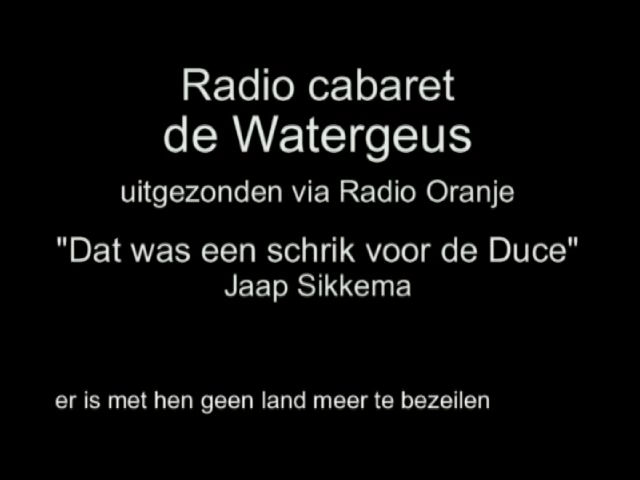 Radio cabaret
de Watergeus
uitgezonden via Radio Oranje
"Dat was een schrik voor de Duce"
Jaap Sikkema
er is met hen geen land meer te bezeilen